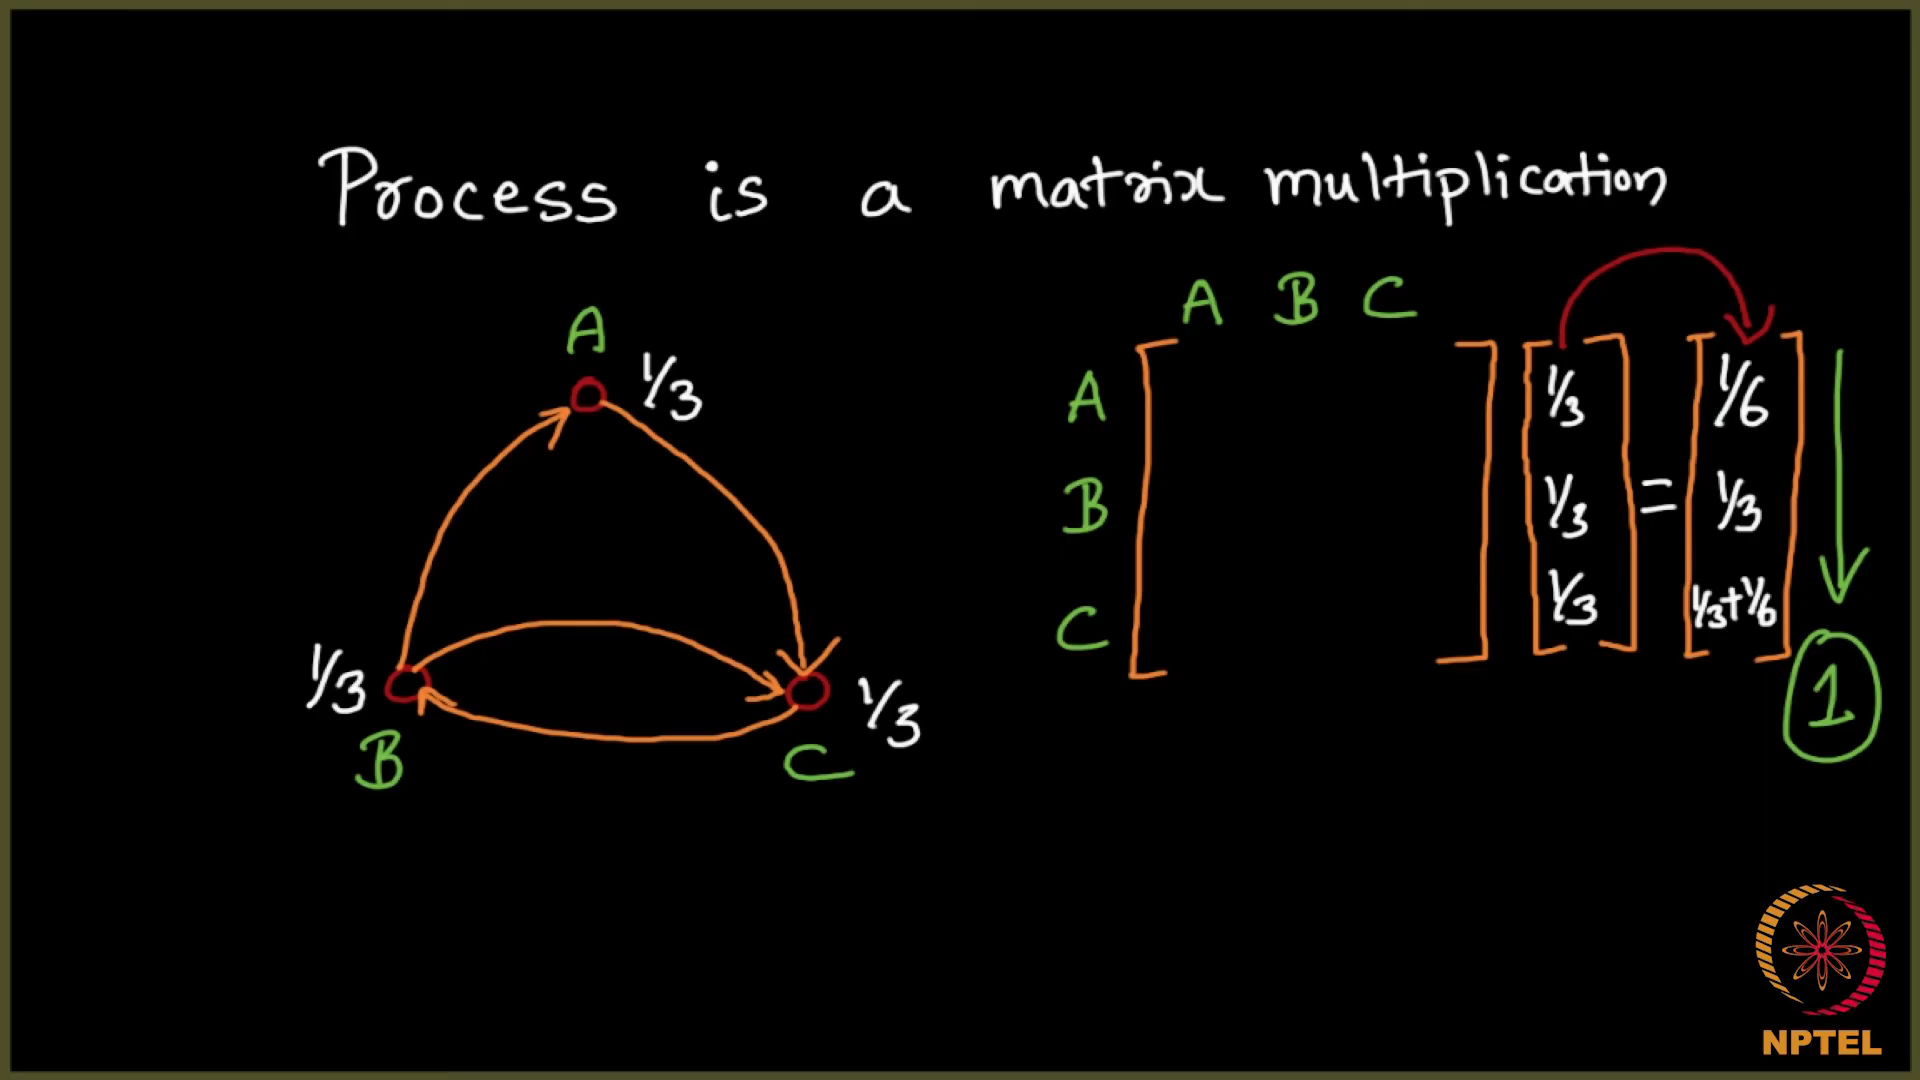 Process is a matrix multiplication
A B C
A
1/3
A
1/3
1/6
B
1/3
=
1/3
C
1/3
1/3+1/6
1/3
1/3
1
B
C
NPTEL